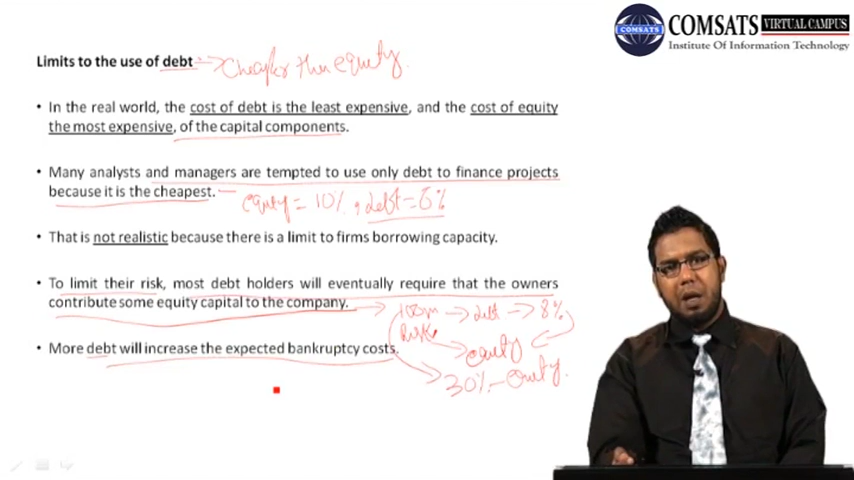 COMSATS VIRTUAL CAMPUS
COMSATS
Institute Of Information Technology
Limits to the use of debt → Cheaper then equity.
• In the real world, the cost of debt is the least expensive, and the cost of equity
the most expensive, of the capital components.
• Many analysts and managers are tempted to use only debt to finance projects
because it is the cheapest. equity = 10%, debt = 6%
• That is not realistic because there is a limit to firms borrowing capacity.
• To limit their risk, most debt holders will eventually require that the owners
contribute some equity capital to the company. → 100m → debt → 8%
Risk → equity
• More debt will increase the expected bankruptcy costs.
30% - equity.